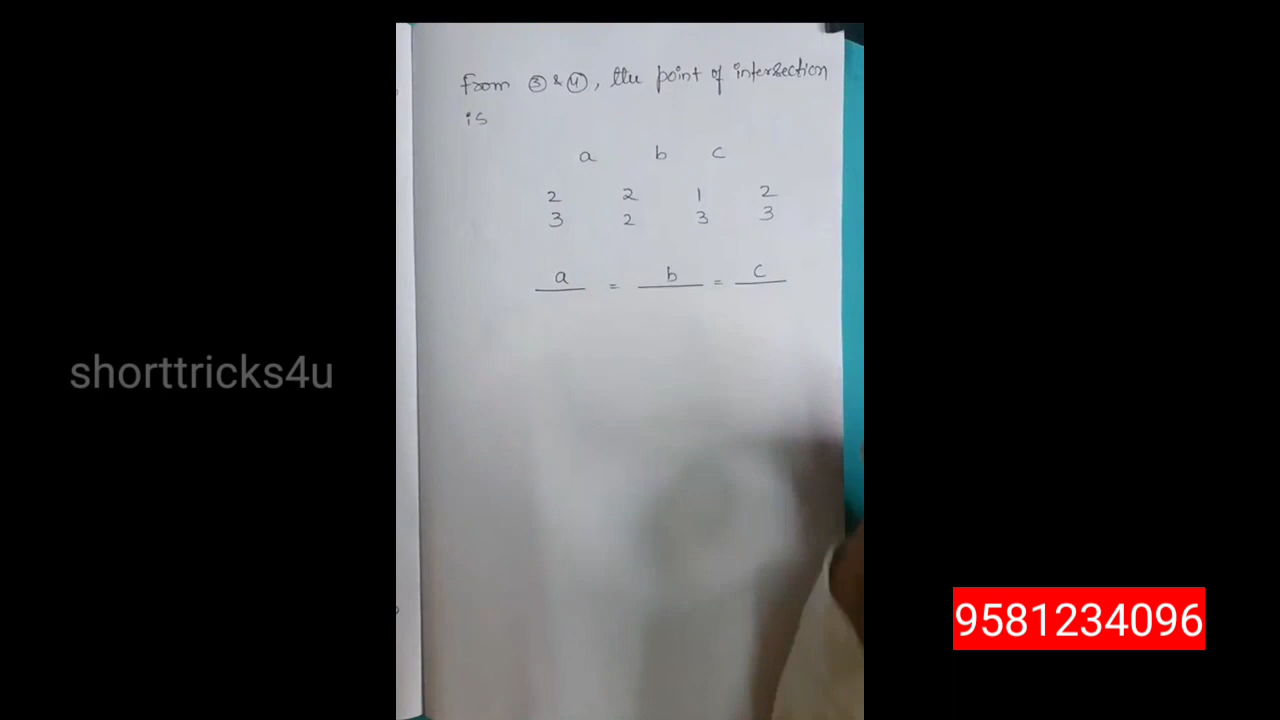 from ③ & ④, the point of intersection
is
a b c
2 2 1 2
3 2 3 3
a = b = c
shorttricks4u
9581234096